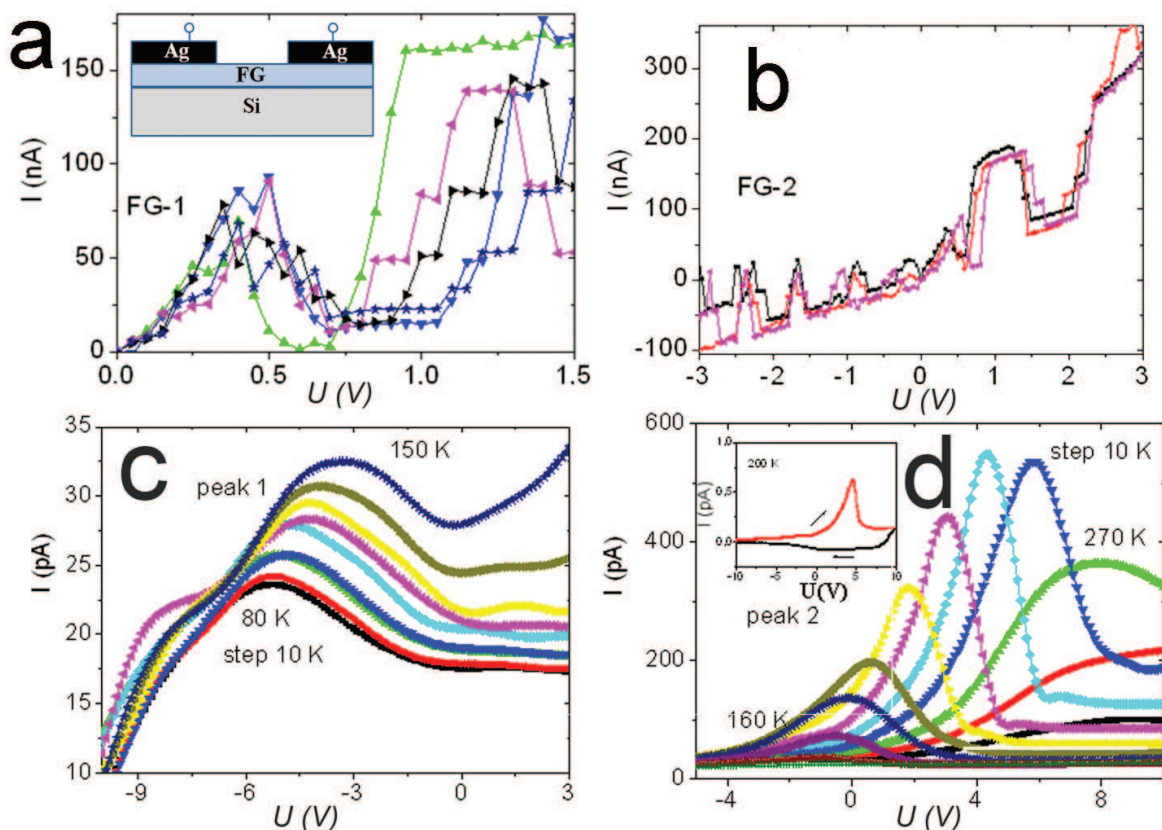 a
Ag Ag
FG
Si
FG-1
I (nA)
150
100
50
0
0.0 0.5 1.0 1.5
U (V)
b
FG-2
I (nA)
300
200
100
0
-100
-3 -2 -1 0 1 2 3
U (V)
c
150 K
peak 1
80 K
step 10 K
I (pA)
35
30
25
20
15
10
-9 -6 -3 0 3
U (V)
d
step 10 K
270 K
peak 2
160 K
I (pA)
600
400
200
0
-4 0 4 8
U (V)
200 K
I (pA)
1.0
0.5
0.0
-10 -5 0 5 10
U(V)